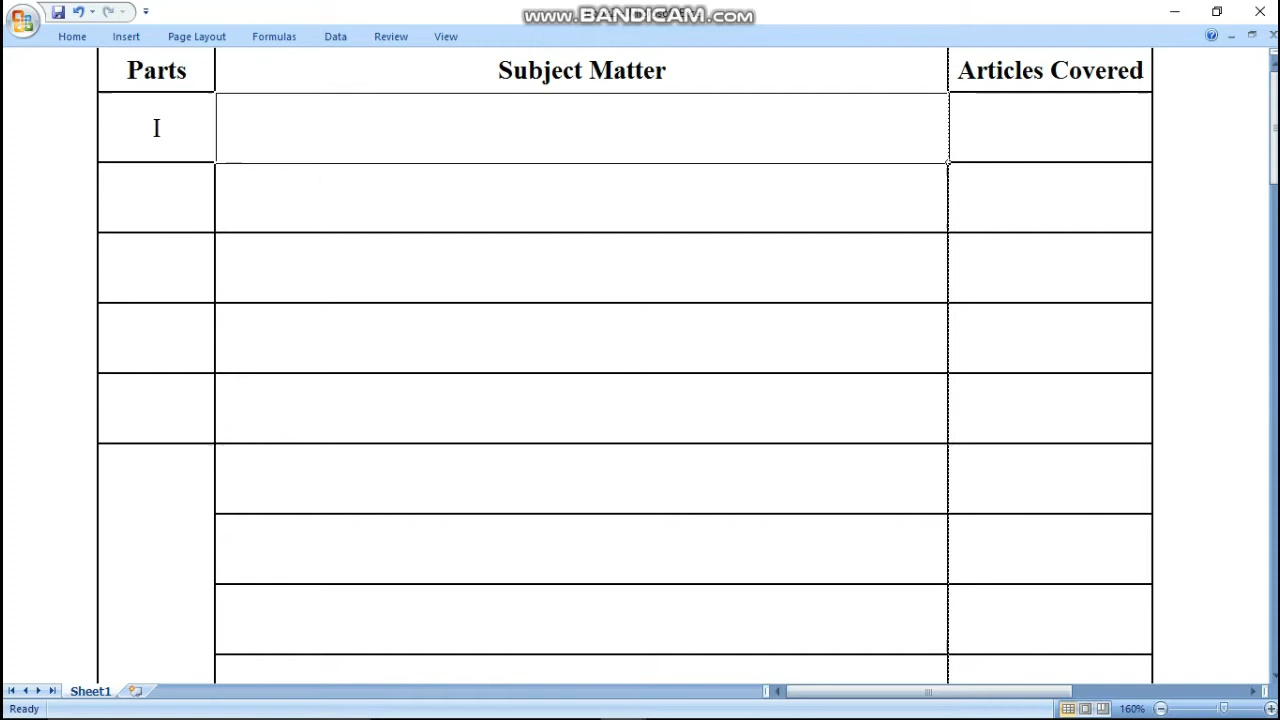 www.BANDICAM.com
Home Insert Page Layout Formulas Data Review View
Parts Subject Matter Articles Covered
I
Sheet1
Ready 160%